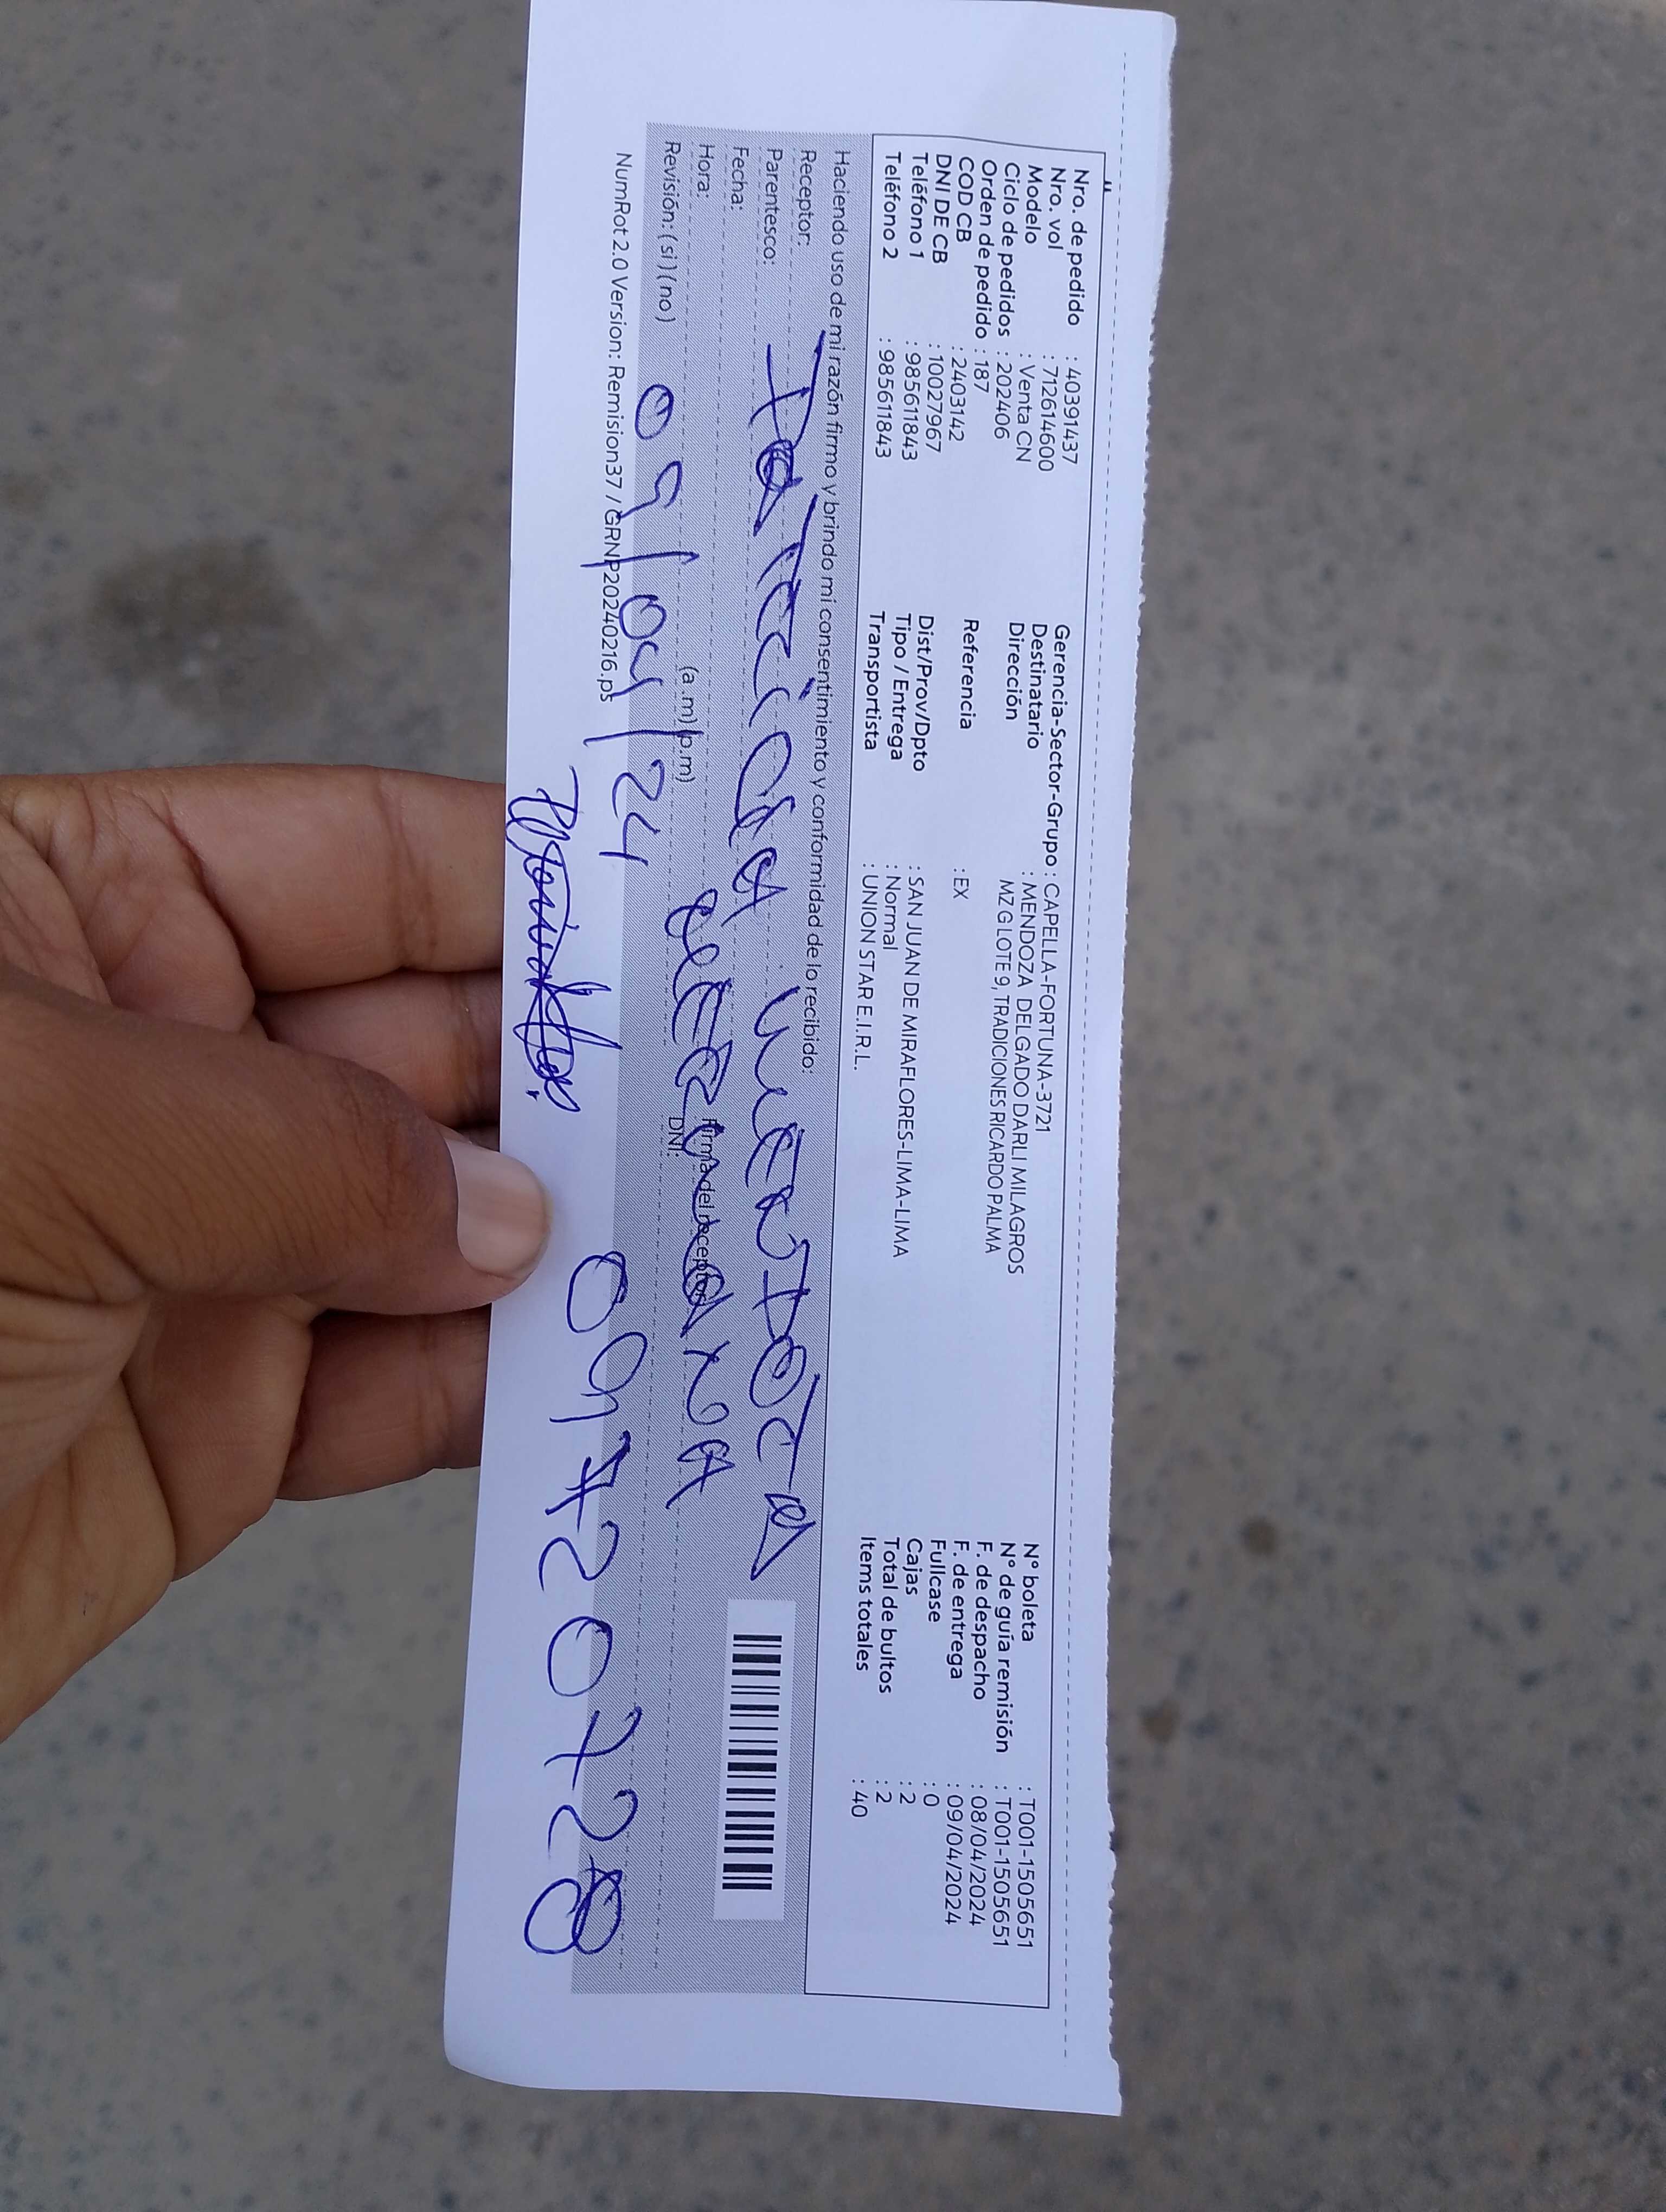 Nro. de pedido : 40391437
Nro. vol : 712614600
Modelo : Venta CN
Ciclo de pedidos : 202406
Orden de pedido : 187
COD CB : 2403142
DNI DE CB : 10027967
Teléfono 1 : 985611843
Teléfono 2 : 985611843
Gerencia-Sector-Grupo : CAPELLA-FORTUNA-3721
Destinatario : MENDOZA DELGADO DARLI MILAGROS
Dirección MZ G LOTE 9, TRADICIONES RICARDO PALMA
Referencia : EX
Dist/Prov/Dpto : SAN JUAN DE MIRAFLORES-LIMA-LIMA
Tipo / Entrega : Normal
Transportista : UNION STAR E.I.R.L.
N° boleta : T001-1505651
N° de guía remisión : T001-1505651
F. de despacho : 08/04/2024
F. de entrega : 09/04/2024
Fullcase : 0
Cajas : 2
Total de bultos : 2
Items totales : 40
Haciendo uso de mi razón firmo y brindo mi consentimiento y conformidad de lo recibido:
Receptor:
Parentesco: Patricia
Fecha:
Hora: (a.m) (p.m)
Firma del receptor
DNI:
Revisión: (si) (no) 09/04/24
NumRot 2.0 Version: Remision37 / GRNP20240216.ps